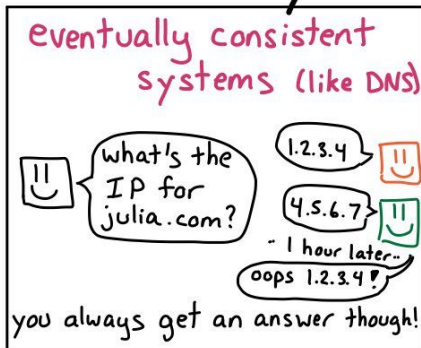 eventually consistent
systems (like DNS)
what's the
IP for
julia.com?
1.2.3.4
4.5.6.7
- 1 hour later--
oops 1.2.3.4!
you always get an answer though!